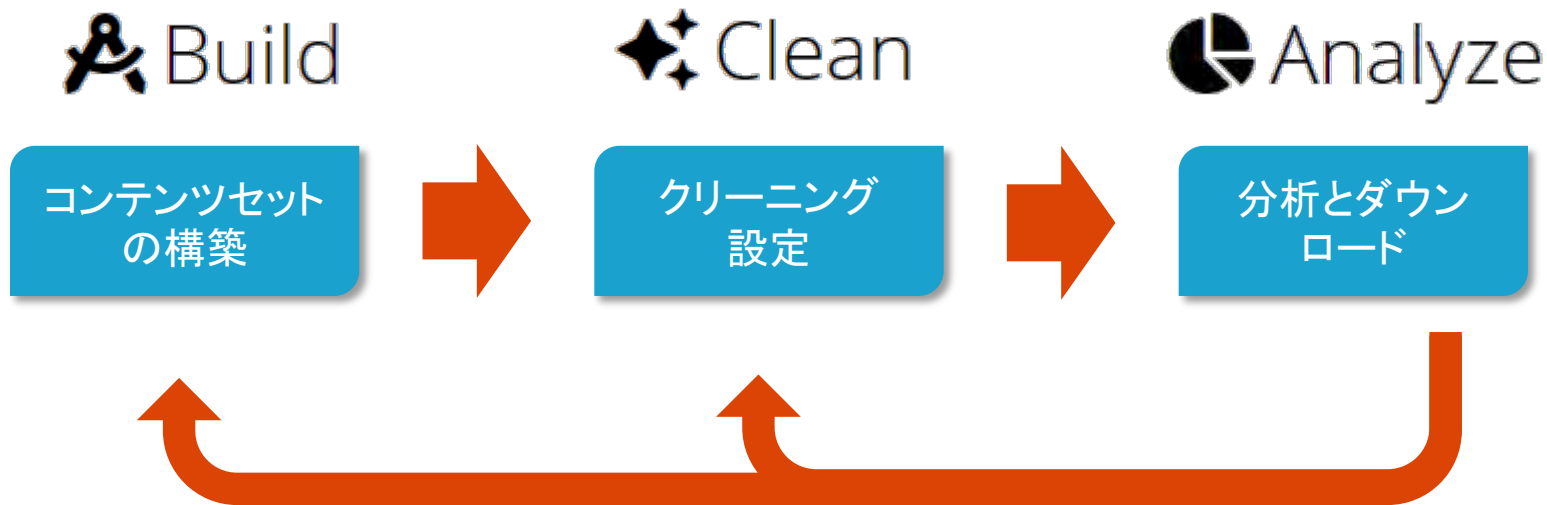 Build
Clean
Analyze
コンテンツセット
の構築
クリーニング
設定
分析とダウン
ロード